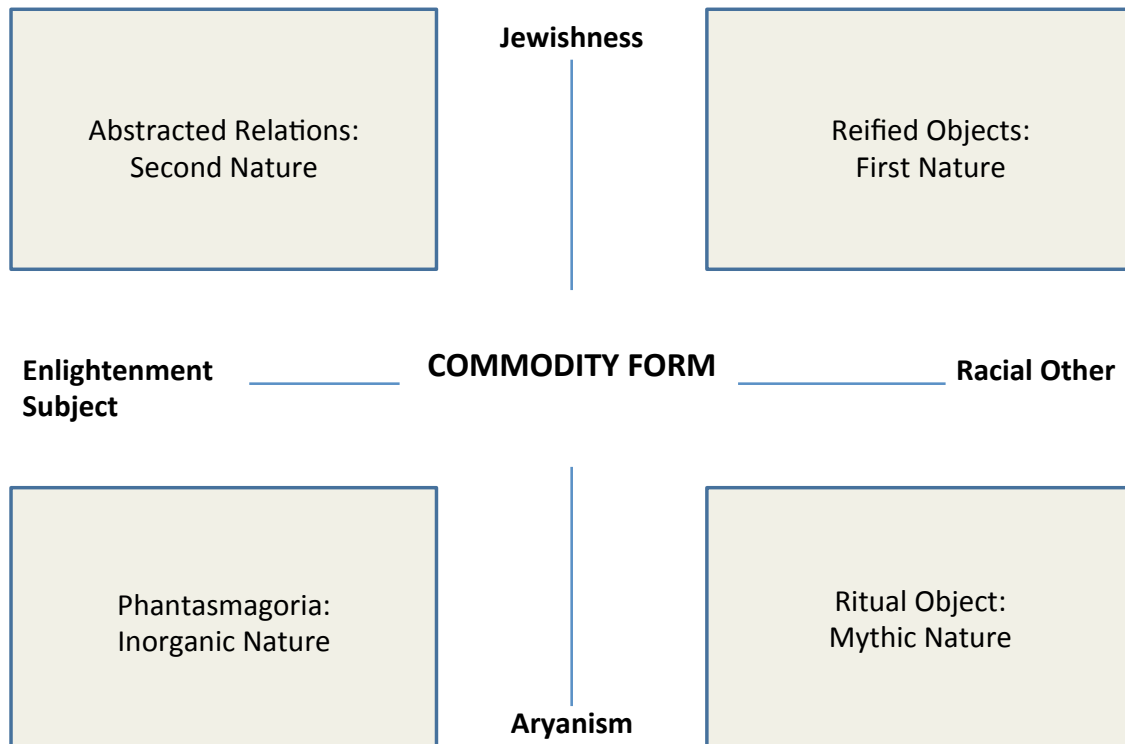 Jewishness
Abstracted Relations:
Second Nature
Reified Objects:
First Nature
Enlightenment
Subject
COMMODITY FORM
Racial Other
Phantasmagoria:
Inorganic Nature
Ritual Object:
Mythic Nature
Aryanism